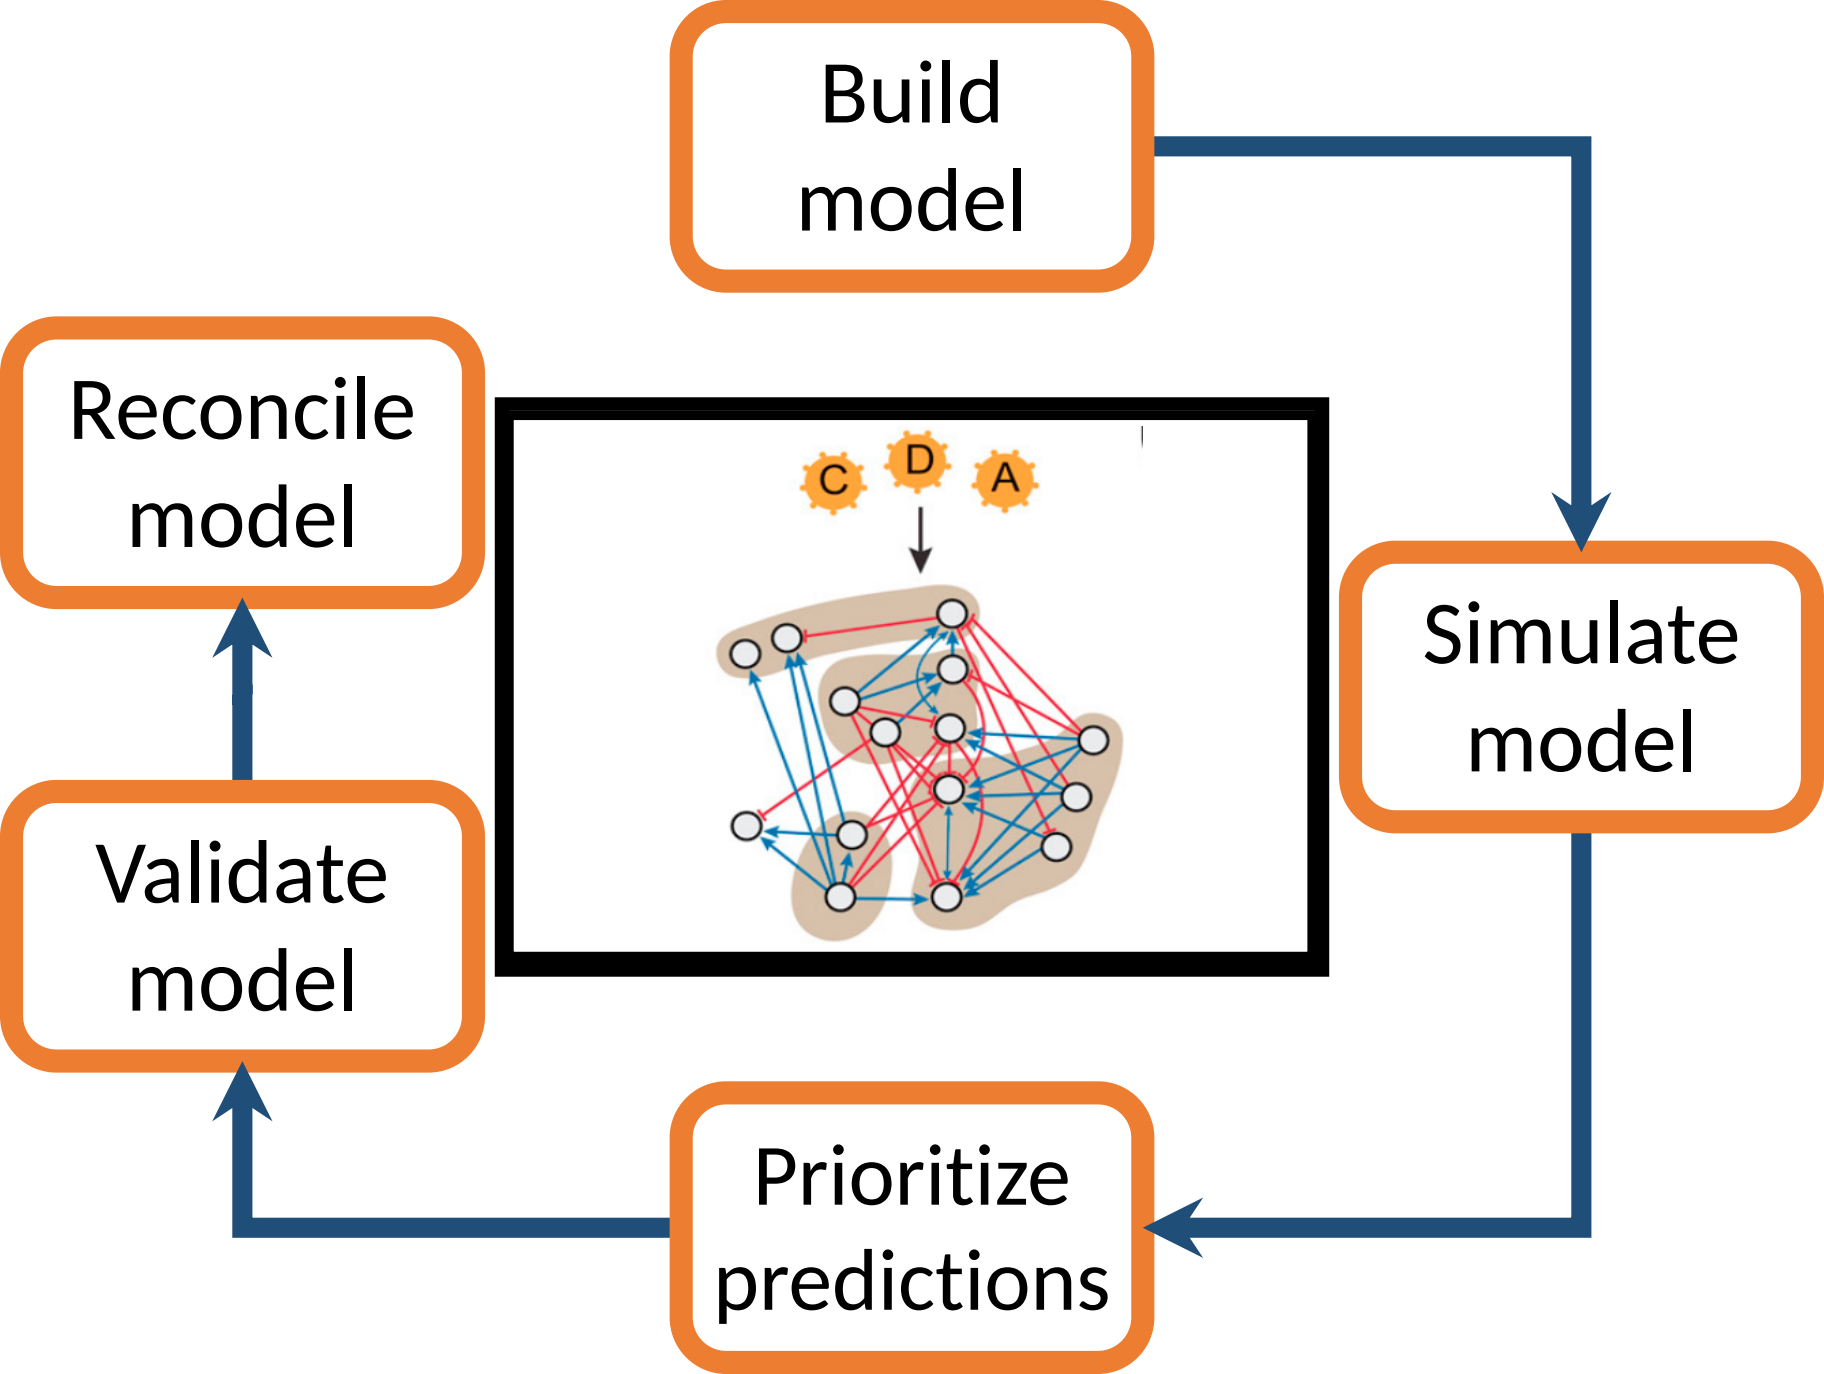 Build
model
Reconcile
model
C D A
Simulate
model
Validate
model
Prioritize
predictions